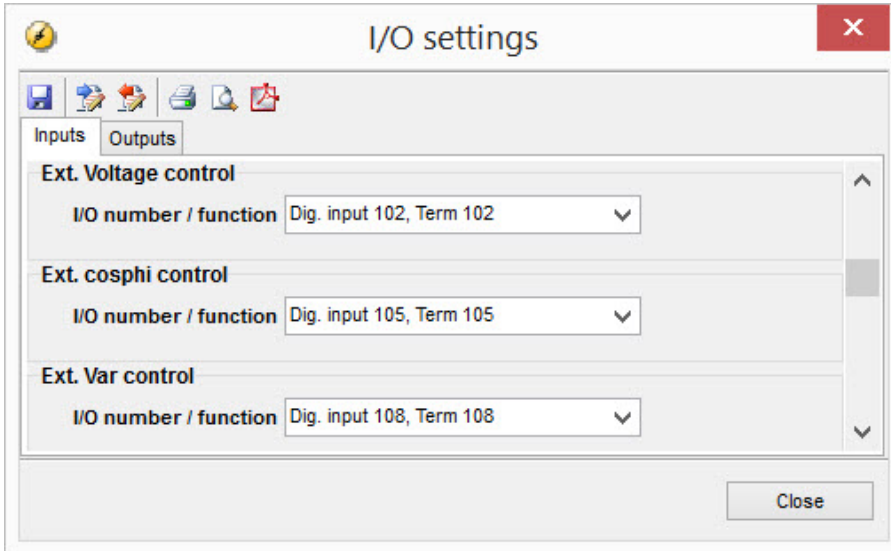 I/O settings
Inputs Outputs
Ext. Voltage control
I/O number / function Dig. input 102, Term 102
Ext. cosphi control
I/O number / function Dig. input 105, Term 105
Ext. Var control
I/O number / function Dig. input 108, Term 108
Close